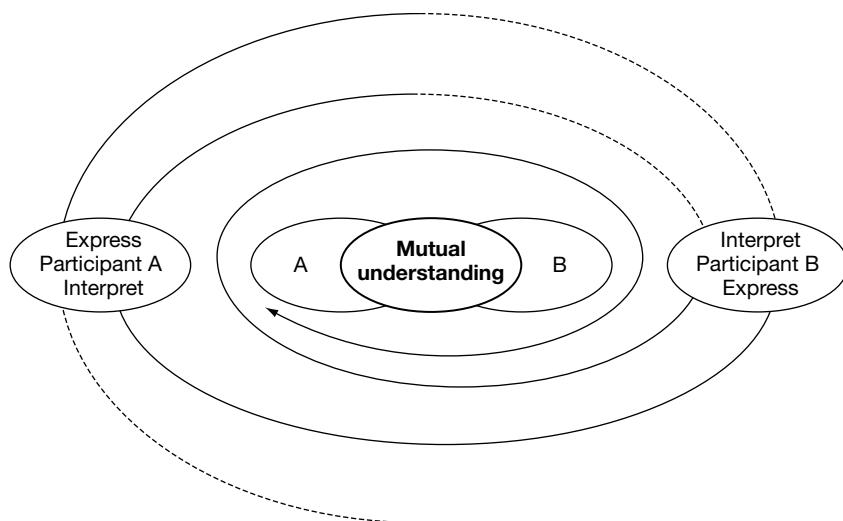 Express
Participant A
Interpret
A
Mutual
understanding
B
Interpret
Participant B
Express